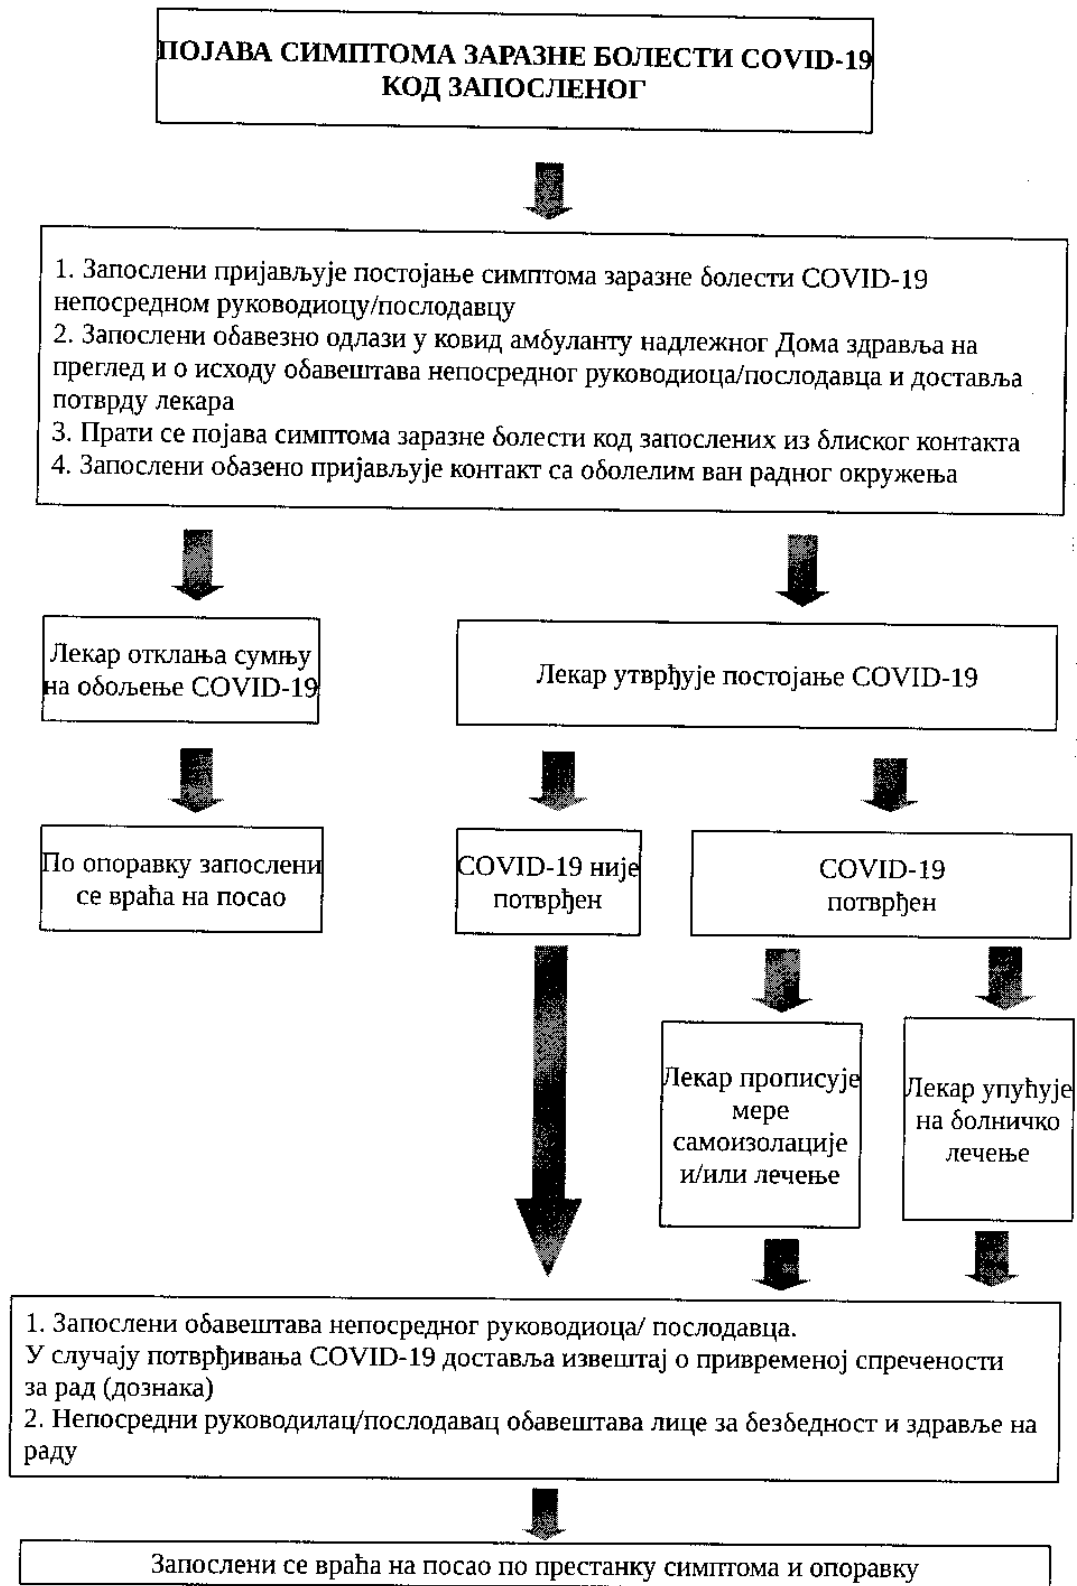 ПОЈАВА СИМПТОМА ЗАРАЗНЕ БОЛЕСТИ COVID-19
КОД ЗАПОСЛЕНОГ
1. Запослени пријављује постојање симптома заразне болести COVID-19
непосредном руководиоцу/послодавцу
2. Запослени обавезно одлази у ковид амбуланту надлежног Дома здравља на
преглед и о исходу обавештава непосредног руководиоца/послодавца и доставља
потврду лекара
3. Прати се појава симптома заразне болести код запослених из блиског контакта
4. Запослени обазено пријављује контакт са оболелим ван радног окружења
Лекар отклања сумњу
на обољење COVID-19
Лекар утврђује постојање COVID-19
По опоравку запослени
се враћа на посао
COVID-19 није
потврђен
COVID-19
потврђен
Лекар прописује
мере
самоизолације
и/или лечење
Лекар упућује
на болничко
лечење
1. Запослени обавештава непосредног руководиоца/ послодавца.
У случају потврђивања COVID-19 доставља извештај о привременој спречености
за рад (дознака)
2. Непосредни руководилац/послодавац обавештава лице за безбедност и здравље на
раду
Запослени се враћа на посао по престанку симптома и опоравку